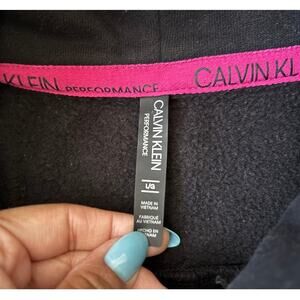 KLEIN PERFORMANCE CALVIN KL
CALVIN KLEIN
PERFORMANCE
L/G
MADE IN
VIETNAM
FABRIQUÉ
AU VIETNAM
HECHO EN
VIETNAM